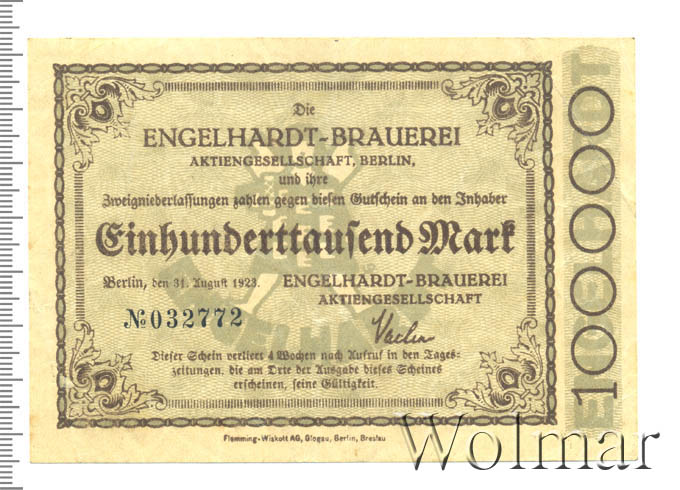 Die
ENGELHARDT-BRAUEREI
AKTIENGESELLSCHAFT, BERLIN,
und ihre
Zweigniederlassungen zahlen gegen diesen Gutschein an den Inhaber
Einhunderttausend Mark
Berlin, den 31. August 1923. ENGELHARDT-BRAUEREI
AKTIENGESELLSCHAFT
№ 032772
Dieser Schein verliert 4 Wochen nach Aufruf in den Tages-
zeitungen, die am Orte der Ausgabe dieses Scheines
erscheinen, seine Gültigkeit.
Flemming-Wiskott AG, Glogau, Berlin, Breslau
100000
Wolmar